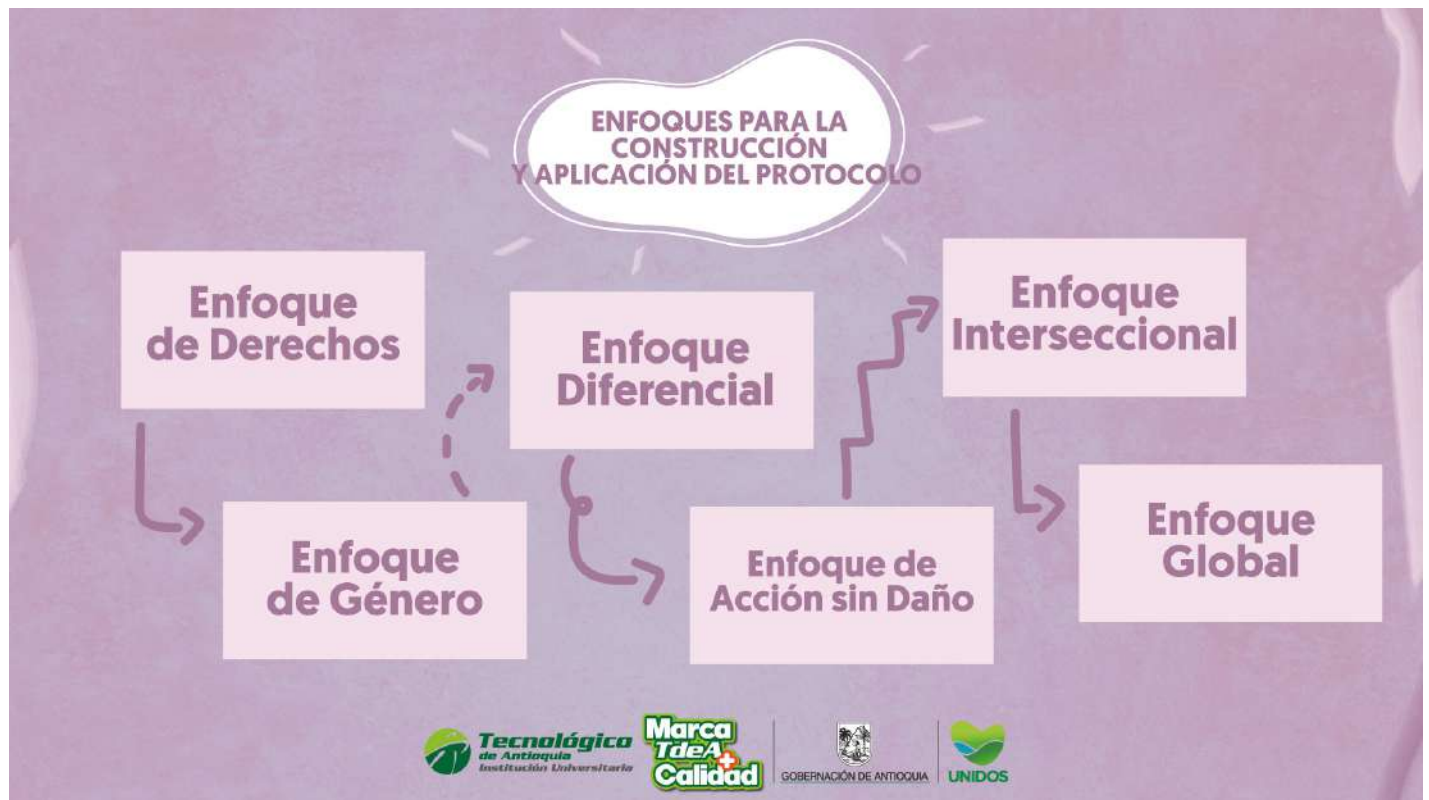 ENFOQUES PARA LA
CONSTRUCCIÓN
Y APLICACIÓN DEL PROTOCOLO
Enfoque
de Derechos
Enfoque
de Género
Enfoque
Diferencial
Enfoque de
Acción sin Daño
Enfoque
Interseccional
Enfoque
Global
Tecnológico
de Antioquia
Institución Universitaria
Marca
TdeA
Calidad
GOBERNACIÓN DE ANTIOQUIA
UNIDOS